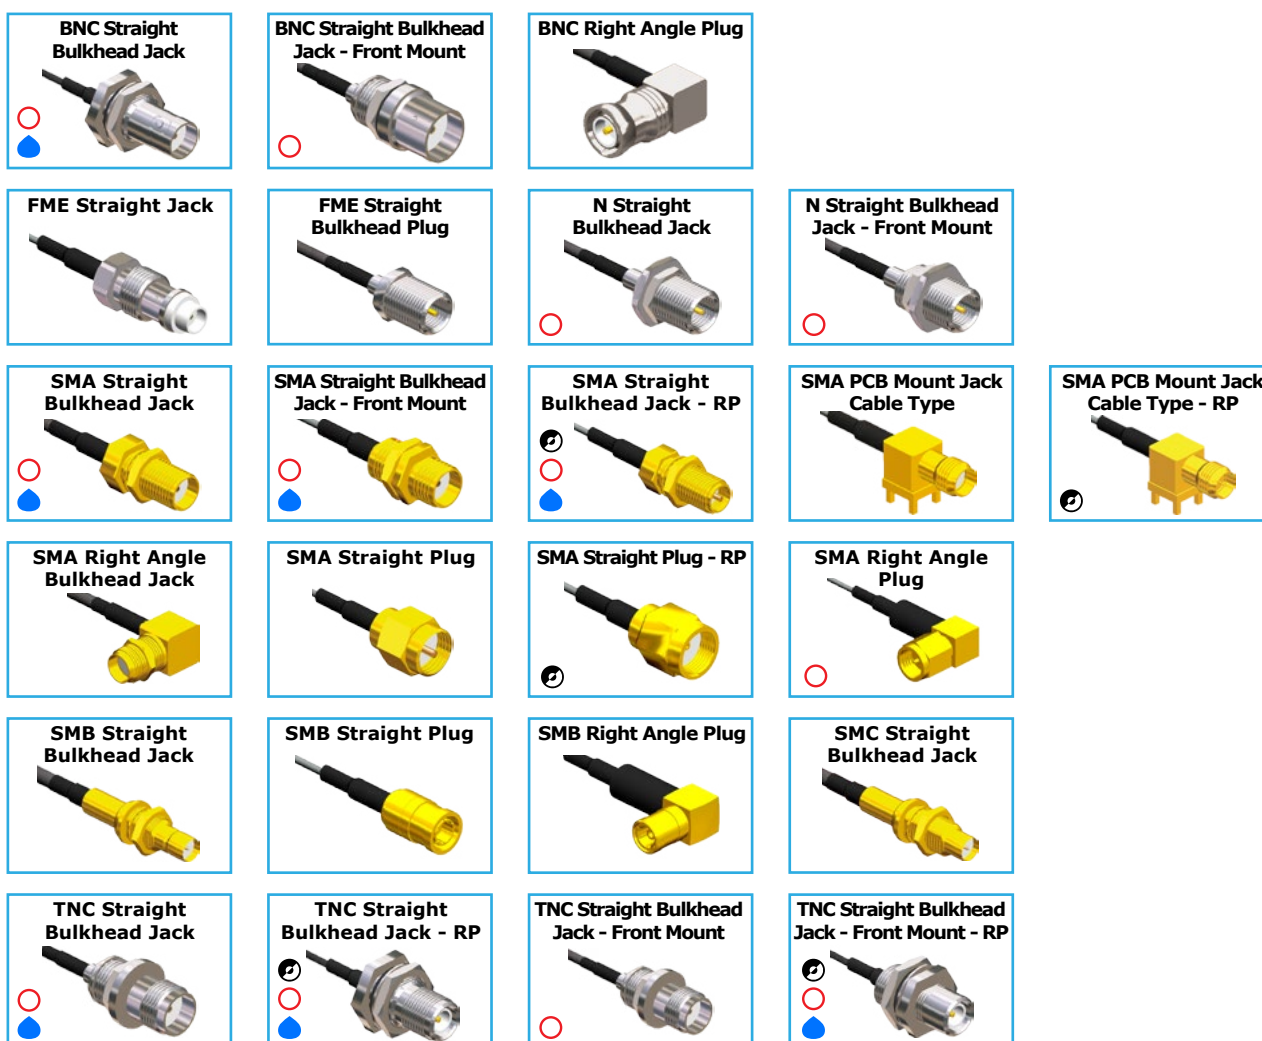 BNC Straight
Bulkhead Jack
BNC Straight Bulkhead
Jack - Front Mount
BNC Right Angle Plug
FME Straight Jack
FME Straight
Bulkhead Plug
N Straight
Bulkhead Jack
N Straight Bulkhead
Jack - Front Mount
SMA Straight
Bulkhead Jack
SMA Straight Bulkhead
Jack - Front Mount
SMA Straight
Bulkhead Jack - RP
SMA PCB Mount Jack
Cable Type
SMA PCB Mount Jack
Cable Type - RP
SMA Right Angle
Bulkhead Jack
SMA Straight Plug
SMA Straight Plug - RP
SMA Right Angle
Plug
SMB Straight
Bulkhead Jack
SMB Straight Plug
SMB Right Angle Plug
SMC Straight
Bulkhead Jack
TNC Straight
Bulkhead Jack
TNC Straight
Bulkhead Jack - RP
TNC Straight Bulkhead
Jack - Front Mount
TNC Straight Bulkhead
Jack - Front Mount - RP